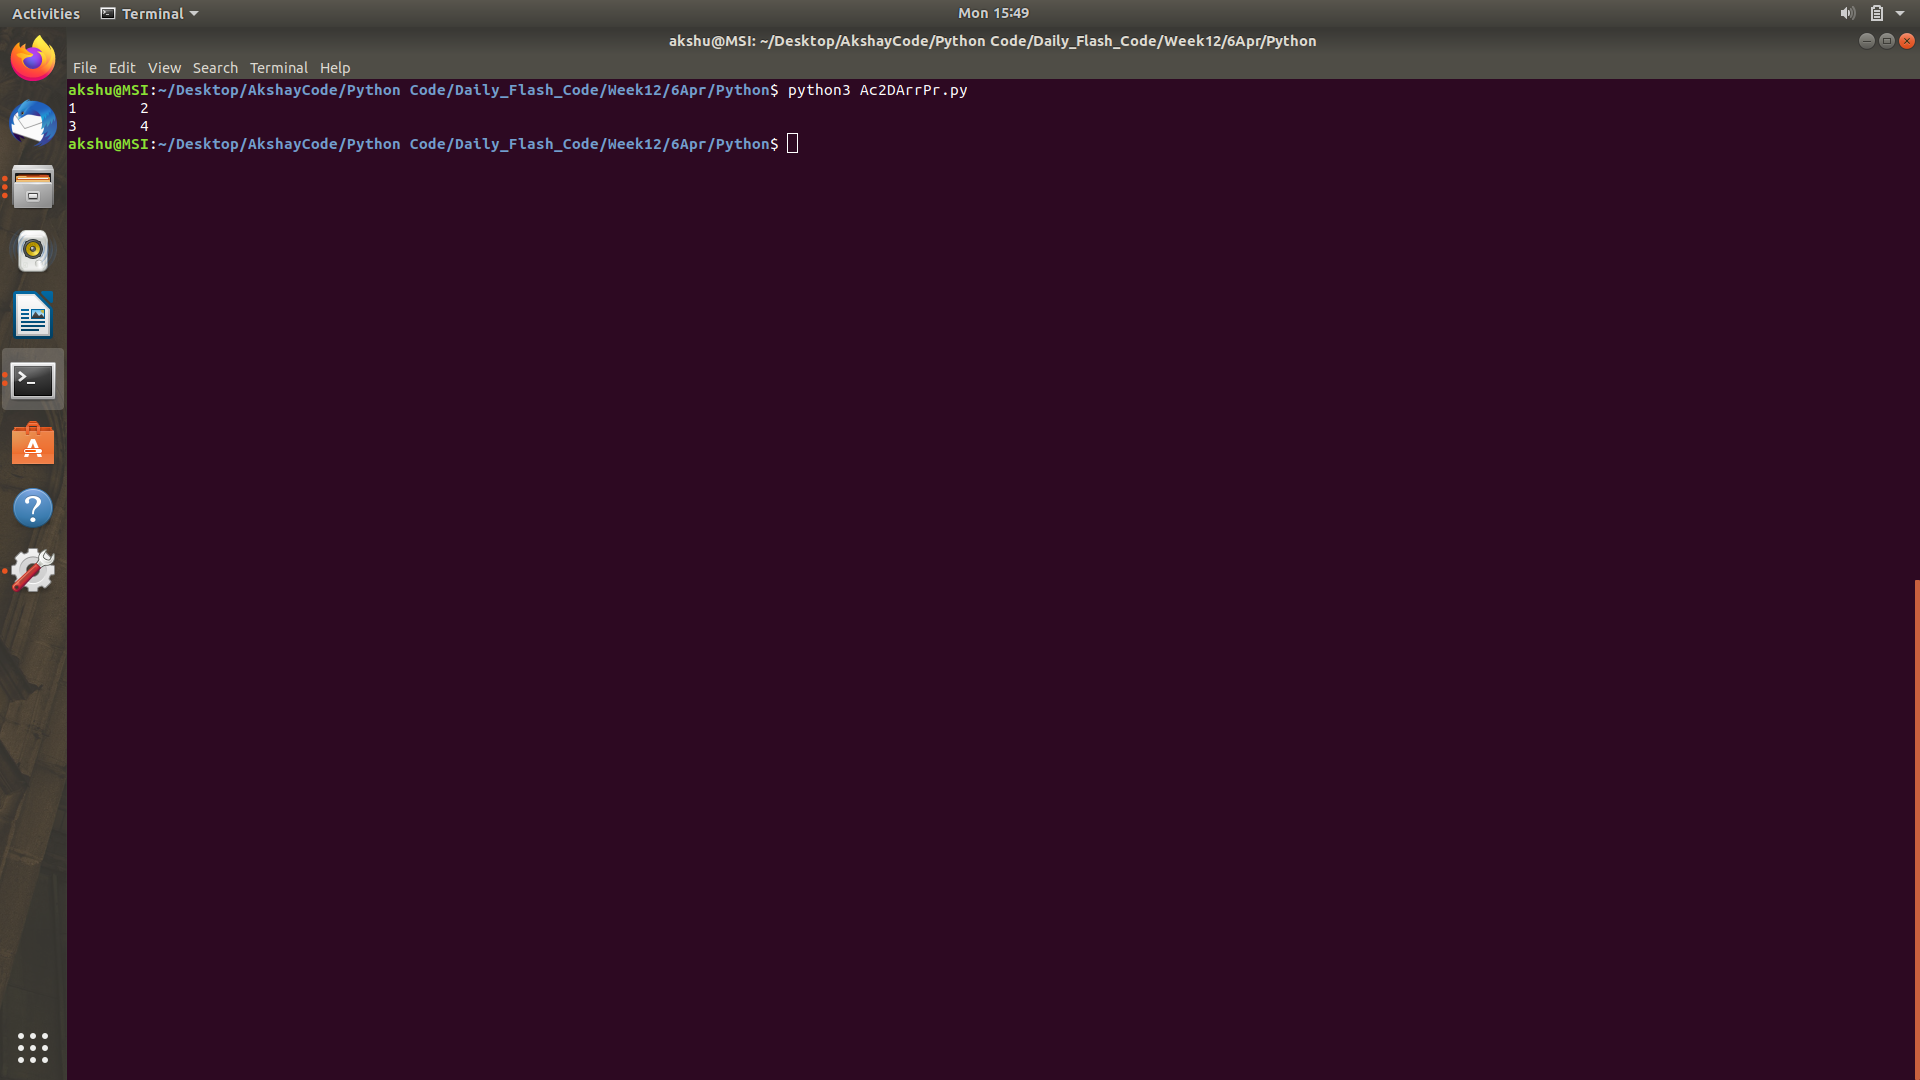 Activities Terminal Mon 15:49
akshu@MSI: ~/Desktop/AkshayCode/Python Code/Daily_Flash_Code/Week12/6Apr/Python
File Edit View Search Terminal Help
akshu@MSI:~/Desktop/AkshayCode/Python Code/Daily_Flash_Code/Week12/6Apr/Python$ python3 Ac2DArrPr.py
1 2
3 4
akshu@MSI:~/Desktop/AkshayCode/Python Code/Daily_Flash_Code/Week12/6Apr/Python$